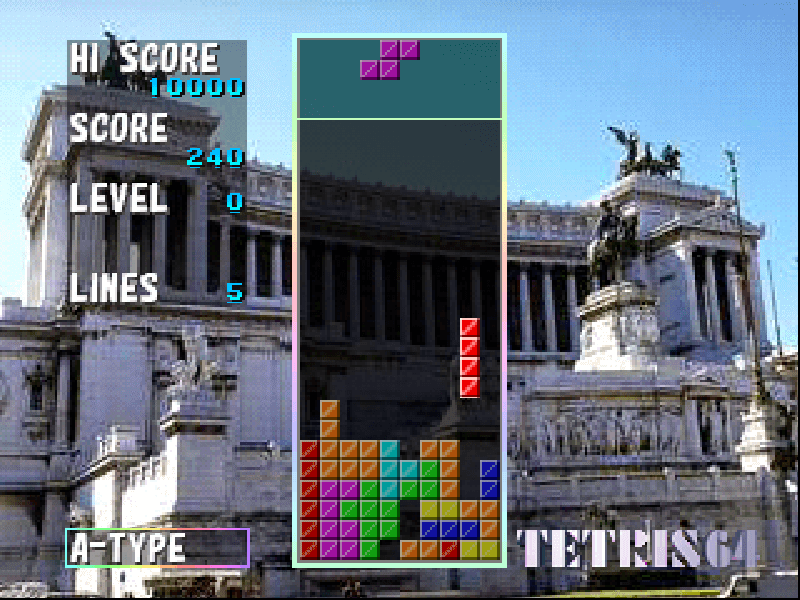 HI SCORE
10000
SCORE
240
LEVEL 0
LINES 5
A-TYPE
TETRIS64